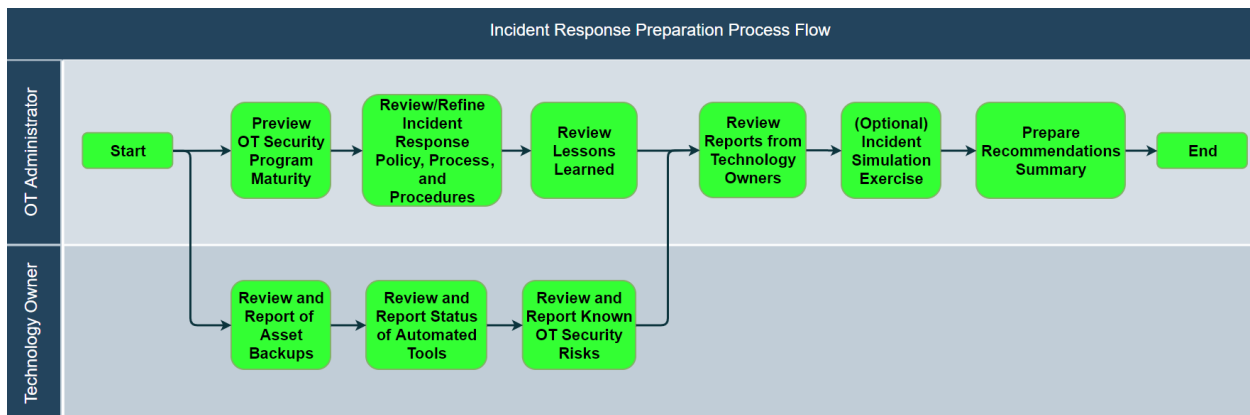 Incident Response Preparation Process Flow
OT Administrator
Start
Preview
OT Security
Program
Maturity
Review/Refine
Incident
Response
Policy, Process,
and
Procedures
Review
Lessons
Learned
Review
Reports from
Technology
Owners
(Optional)
Incident
Simulation
Exercise
Prepare
Recommendations
Summary
End
Technology Owner
Review and
Report of
Asset
Backups
Review and
Report Status
of Automated
Tools
Review and
Report Known
OT Security
Risks